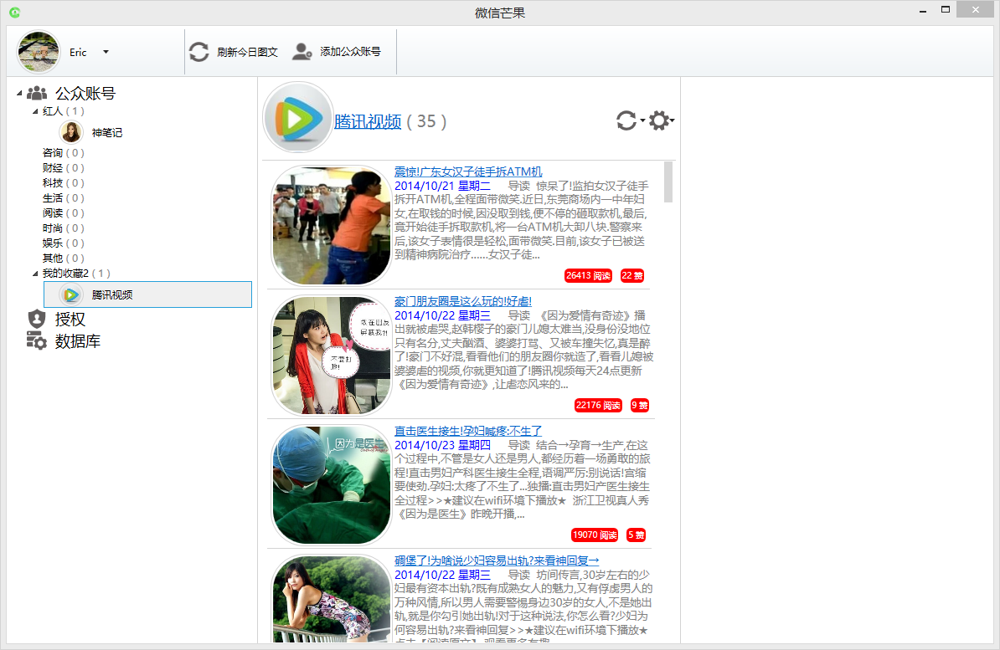 微信芒果
Eric
刷新今日图文
添加公众账号
公众账号
红人 ( 1 )
神笔记
咨询 ( 0 )
财经 ( 0 )
科技 ( 0 )
生活 ( 0 )
阅读 ( 0 )
时尚 ( 0 )
娱乐 ( 0 )
其他 ( 0 )
我的收藏2 ( 1 )
腾讯视频
授权
数据库
腾讯视频 ( 35 )
震惊!广东女汉子徒手拆ATM机
2014/10/21 星期二 导读 惊呆了!监拍女汉子徒手
拆开ATM机,全程面带微笑.近日,东莞商场内一中年妇
女,在取钱的时候,因没取到钱,便不停的砸取款机,最后,
竟开始徒手拆取款机,将一台ATM机大卸八块.警察来
后,该女子表情很是轻松,面带微笑.目前,该女子已被送
到精神病院治疗......女汉子徒...
26413 阅读 22 赞
豪门朋友圈是这么玩的!好虐!
2014/10/22 星期三 导读 《因为爱情有奇迹》播
出就被虐哭,赵韩樱子的豪门儿媳太难当,没身份没地位
只有名分,丈夫酗酒、婆婆打骂、又被车撞失忆,真是醉
了!豪门不好混,看看他们的朋友圈你就造了,看看儿媳被
婆婆虐的视频,你就更知道了!腾讯视频每天24点更新
《因为爱情有奇迹》,让虐恋风来的...
敢在朋友
屏蔽我?!
不要打
脸!
22176 阅读 9 赞
直击医生接生!孕妇喊疼:不生了
2014/10/23 星期四 导读 结合→孕育→生产,在这
个过程中,不管是女人还是男人,都经历着一场勇敢的旅
程!直击男妇产科医生接生全程,语调严厉:别说话!宫缩
要使劲.孕妇:太疼了不生了...独播:直击男妇产医生接生
全过程>>★建议在wifi环境下播放★ 浙江卫视真人秀
《因为是医生》昨晚开播,...
因为是医生
19070 阅读 5 赞
碉堡了!为啥说少妇容易出轨?来看神回复→
2014/10/22 星期三 导读 坊间传言,30岁左右的少
妇最有资本出轨?既有成熟女人的魅力,又有俘虏男人的
万种风情,所以男人需要警惕身边30岁的女人,不是她出
轨,就是你勾引她出轨!对于这种说法,你怎么看?少妇为
何容易出轨?来看神回复>>★建议在wifi环境下播放★